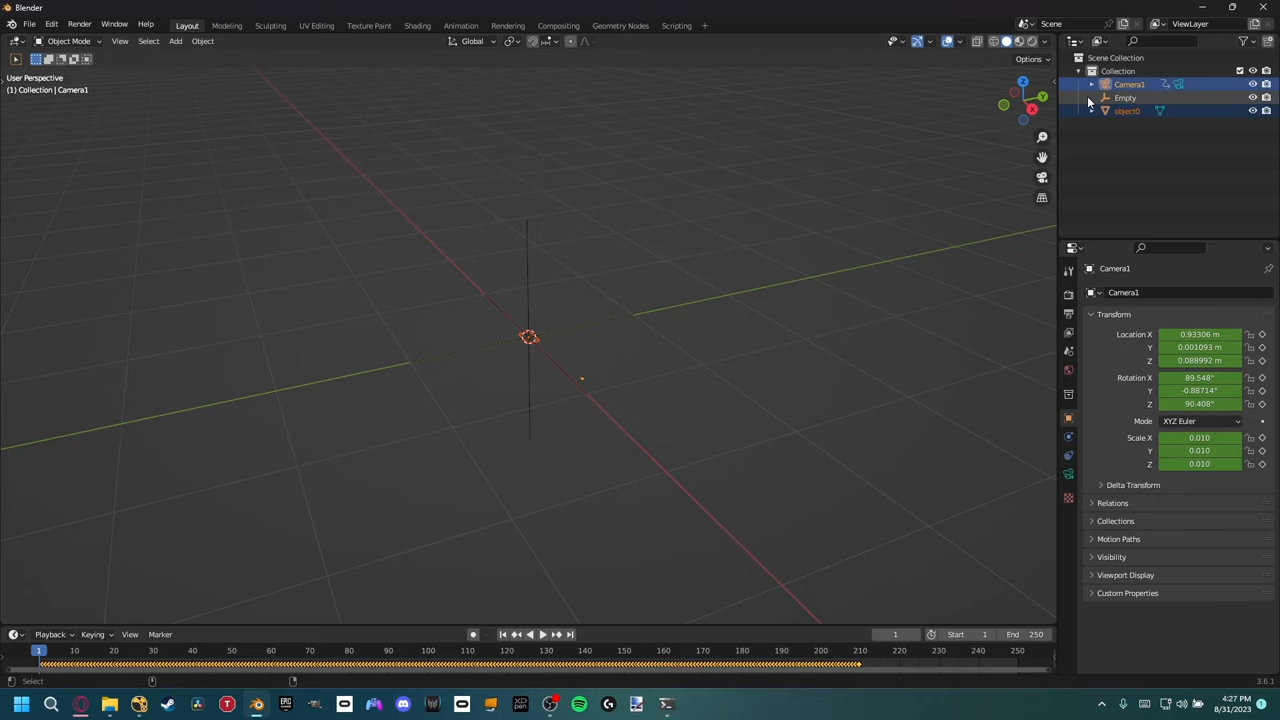 Blender
File Edit Render Window Help Layout Modeling Sculpting UV Editing Texture Paint Shading Animation Rendering Compositing Geometry Nodes Scripting + Scene ViewLayer
Object Mode View Select Add Object Global
Options
User Perspective
(1) Collection | Camera1
Z
Y
X
Scene Collection
Collection
Camera1
Empty
object0
Camera1
Camera1
Transform
Location X 0.93306 m
Y 0.001093 m
Z 0.088992 m
Rotation X 89.548°
Y -0.88714°
Z 90.408°
Mode XYZ Euler
Scale X 0.010
Y 0.010
Z 0.010
Delta Transform
Relations
Collections
Motion Paths
Visibility
Viewport Display
Custom Properties
Playback Keying View Marker 1 Start 1 End 250
1 10 20 30 40 50 60 70 80 90 100 110 120 130 140 150 160 170 180 190 200 210 220 230 240 250
Select 3.6.1
4:27 PM
8/31/2023